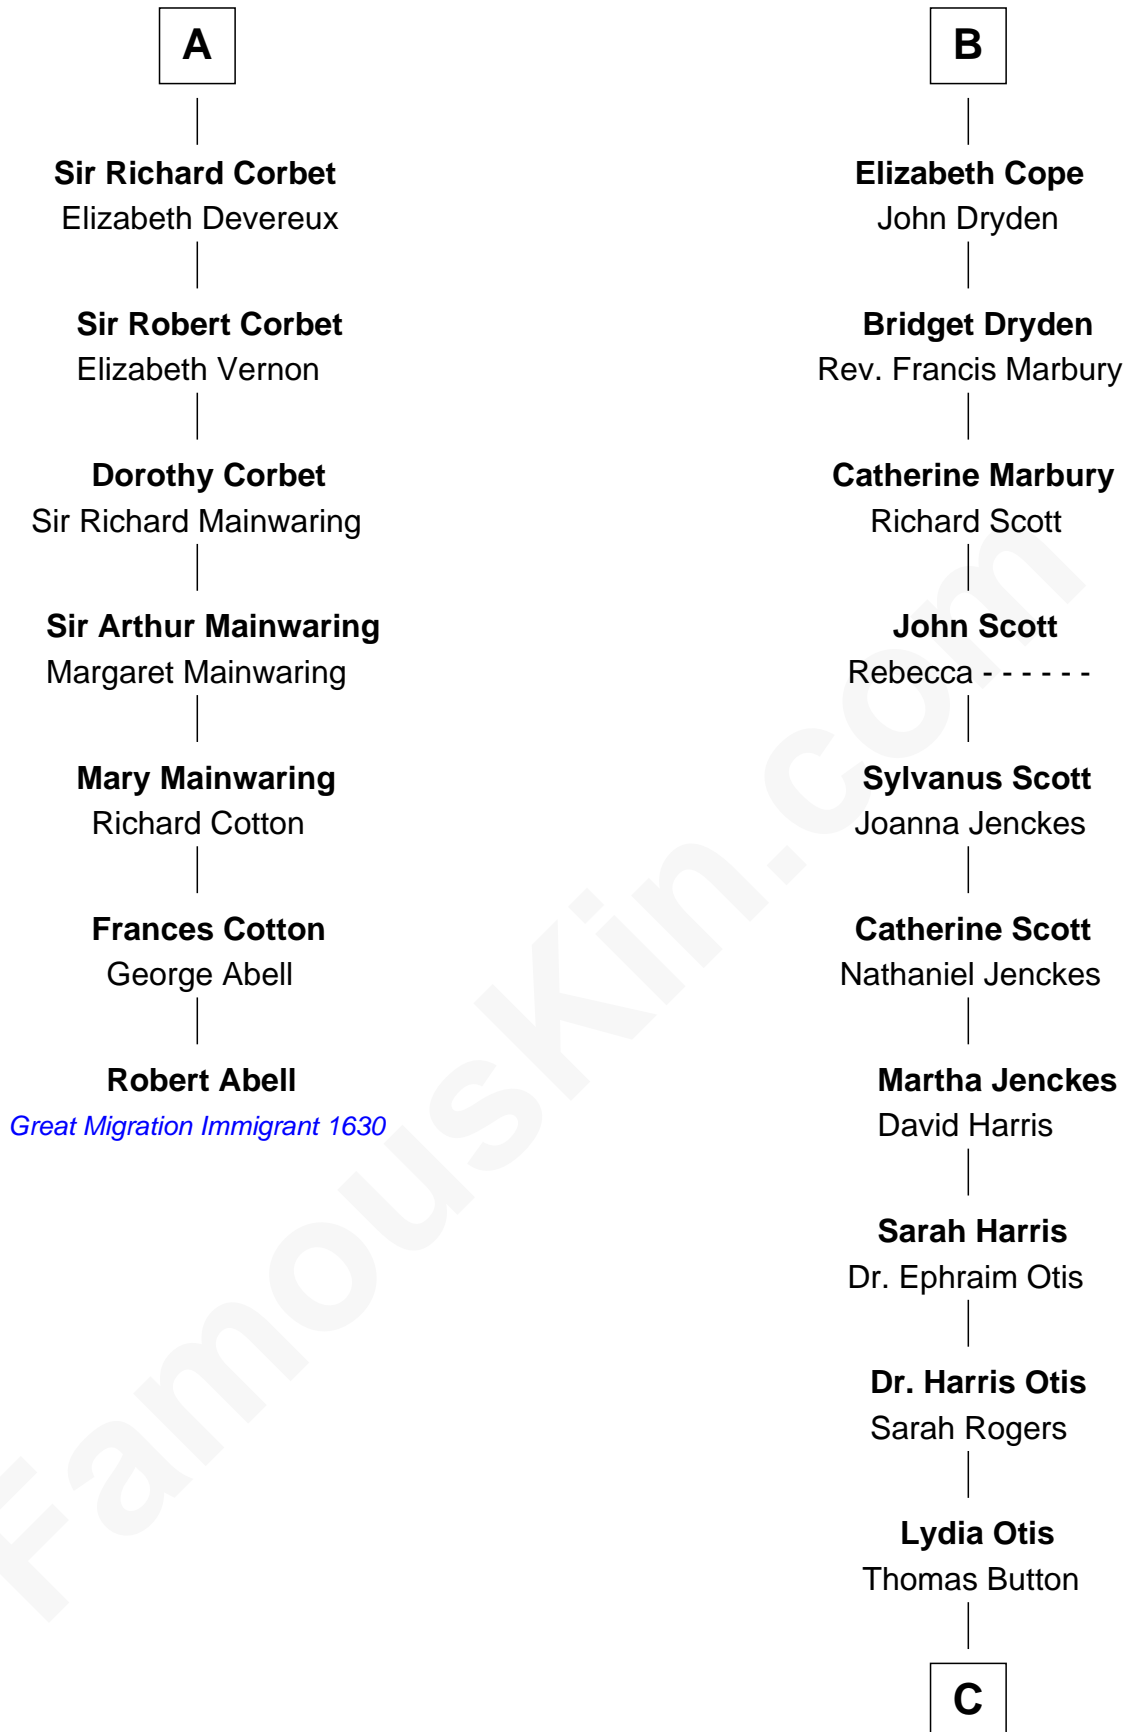 A
Sir Richard Corbet
Elizabeth Devereux
Sir Robert Corbet
Elizabeth Vernon
Dorothy Corbet
Sir Richard Mainwaring
Sir Arthur Mainwaring
Margaret Mainwaring
Mary Mainwaring
Richard Cotton
Frances Cotton
George Abell
Robert Abell
Great Migration Immigrant 1630
B
Elizabeth Cope
John Dryden
Bridget Dryden
Rev. Francis Marbury
Catherine Marbury
Richard Scott
John Scott
Rebecca - - - - - -
Sylvanus Scott
Joanna Jenckes
Catherine Scott
Nathaniel Jenckes
Martha Jenckes
David Harris
Sarah Harris
Dr. Ephraim Otis
Dr. Harris Otis
Sarah Rogers
Lydia Otis
Thomas Button
C
FamousKin.com